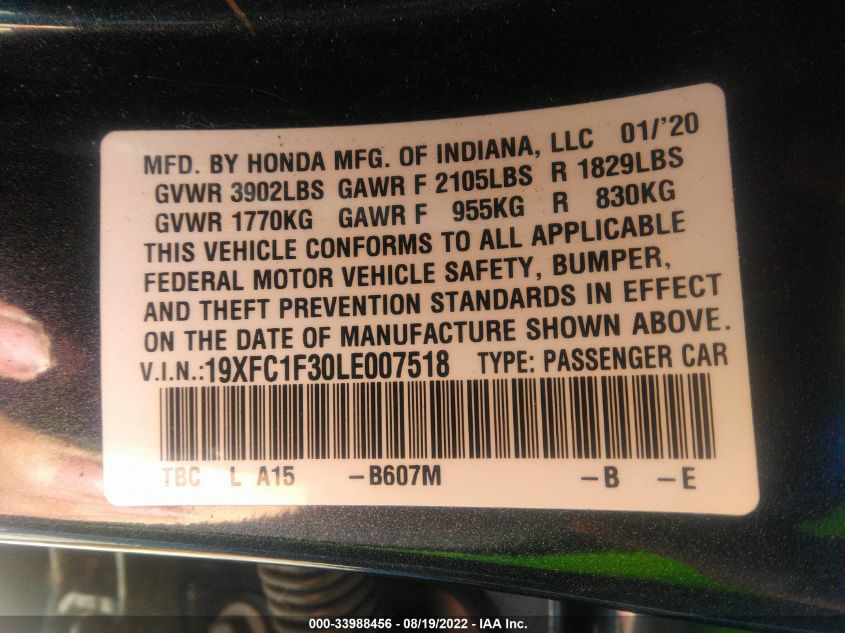 MFD. BY HONDA MFG. OF INDIANA, LLC 01/'20
GVWR 3902LBS GAWR F 2105LBS R 1829LBS
GVWR 1770KG GAWR F 955KG R 830KG
THIS VEHICLE CONFORMS TO ALL APPLICABLE
FEDERAL MOTOR VEHICLE SAFETY, BUMPER,
AND THEFT PREVENTION STANDARDS IN EFFECT
ON THE DATE OF MANUFACTURE SHOWN ABOVE.
V.I.N.:19XFC1F30LE007518 TYPE: PASSENGER CAR
TBC L A15 –B607M –B –E
000-33988456 - 08/19/2022 - IAA Inc.